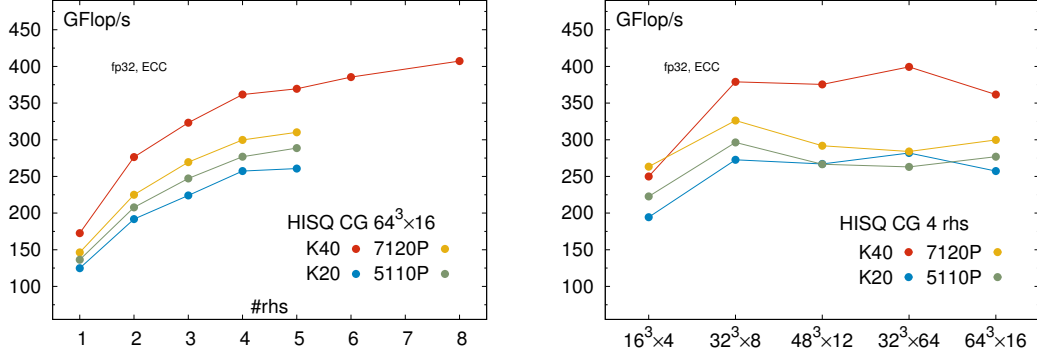 GFlop/s
450
400
350
300
250
200
150
100
fp32, ECC
HISQ CG 64³×16
K40 7120P
K20 5110P
#rhs
1 2 3 4 5 6 7 8
GFlop/s
450
400
350
300
250
200
150
100
fp32, ECC
HISQ CG 4 rhs
K40 7120P
K20 5110P
16³×4 32³×8 48³×12 32³×64 64³×16